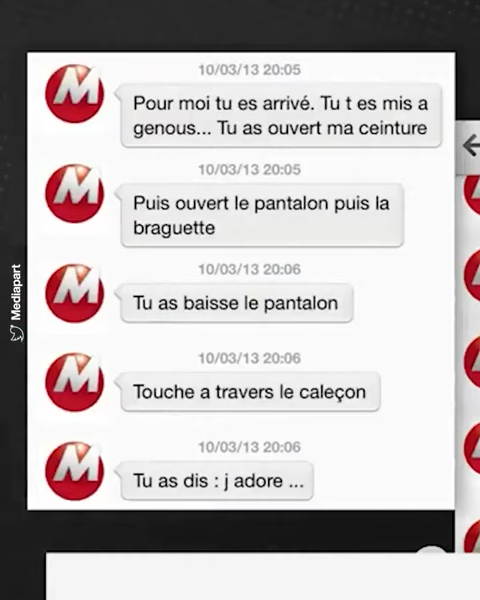 10/03/13 20:05
Pour moi tu es arrivé. Tu t es mis a
genous... Tu as ouvert ma ceinture
10/03/13 20:05
Puis ouvert le pantalon puis la
braguette
10/03/13 20:06
Tu as baisse le pantalon
10/03/13 20:06
Touche a travers le caleçon
10/03/13 20:06
Tu as dis : j adore ...
Mediapart
M
M
M
M
M